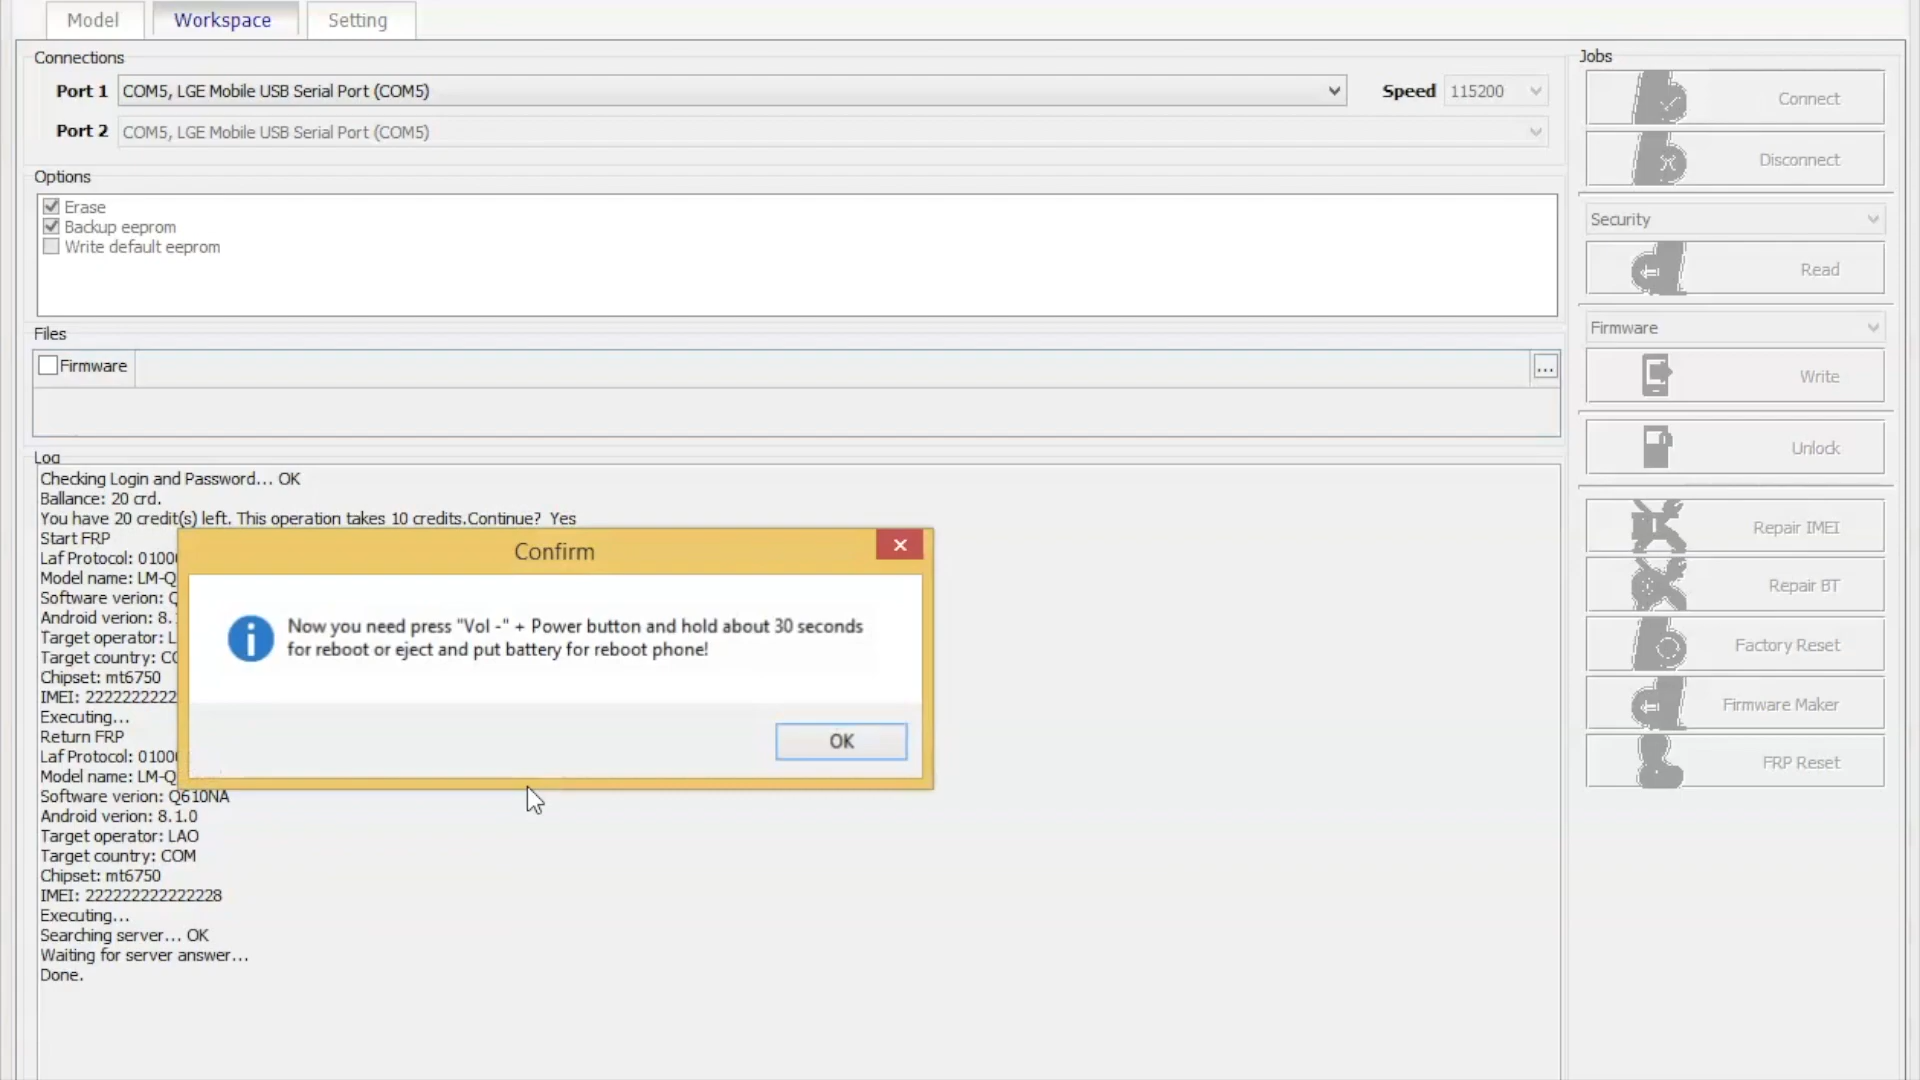 Model
Workspace
Setting
Connections
Port 1
COM5, LGE Mobile USB Serial Port (COM5)
Speed
115200
Port 2
COM5, LGE Mobile USB Serial Port (COM5)
Options
Erase
Backup eeprom
Write default eeprom
Files
Firmware
...
Log
Checking Login and Password... OK
Ballance: 20 crd.
You have 20 credit(s) left. This operation takes 10 credits.Continue?  Yes
Start FRP
Laf Protocol: 0100
Model name: LM-Q
Software verion: Q
Android verion: 8.
Target operator: L
Target country: CO
Chipset: mt6750
IMEI: 2222222222
Executing...
Return FRP
Laf Protocol: 0100
Model name: LM-Q
Software verion: Q610NA
Android verion: 8.1.0
Target operator: LAO
Target country: COM
Chipset: mt6750
IMEI: 222222222222228
Executing...
Searching server... OK
Waiting for server answer...
Done.
Confirm
Now you need press "Vol -" + Power button and hold about 30 seconds
for reboot or eject and put battery for reboot phone!
OK
Jobs
Connect
Disconnect
Security
Read
Firmware
Write
Unlock
Repair IMEI
Repair BT
Factory Reset
Firmware Maker
FRP Reset